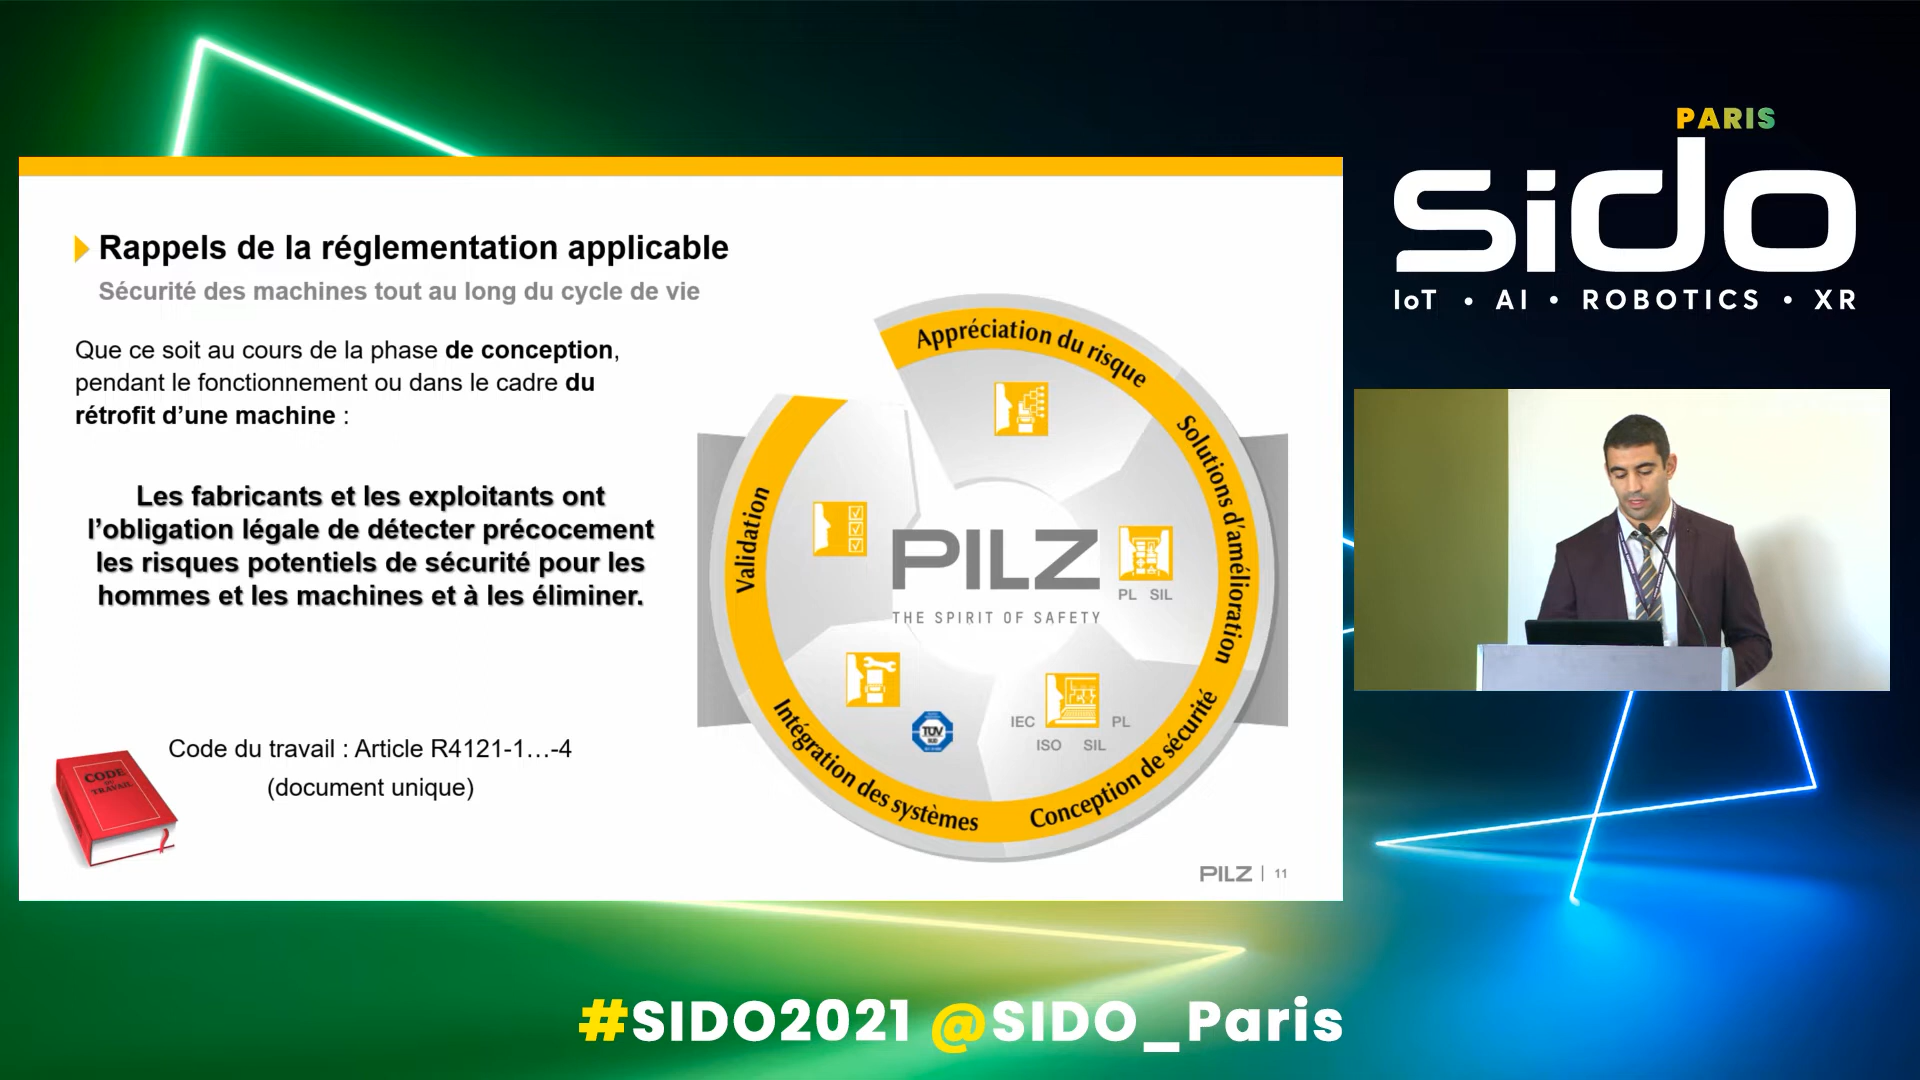 PARIS
sido
IoT • AI • ROBOTICS • XR
Rappels de la réglementation applicable
Sécurité des machines tout au long du cycle de vie
Que ce soit au cours de la phase de conception,
pendant le fonctionnement ou dans le cadre du
rétrofit d’une machine :
Les fabricants et les exploitants ont
l’obligation légale de détecter précocement
les risques potentiels de sécurité pour les
hommes et les machines et à les éliminer.
Code du travail : Article R4121-1…-4
(document unique)
CODE
TRAVAIL
Appréciation du risque
Solutions d’amélioration
Conception de sécurité
Intégration des systèmes
Validation
PILZ
THE SPIRIT OF SAFETY
PL SIL
IEC PL
ISO SIL
TÜV
SÜD
PILZ | 11
#SIDO2021 @SIDO_Paris